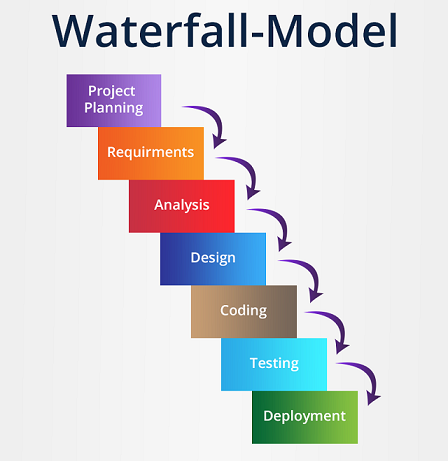 Waterfall-Model
Project
Planning
Requirments
Analysis
Design
Coding
Testing
Deployment